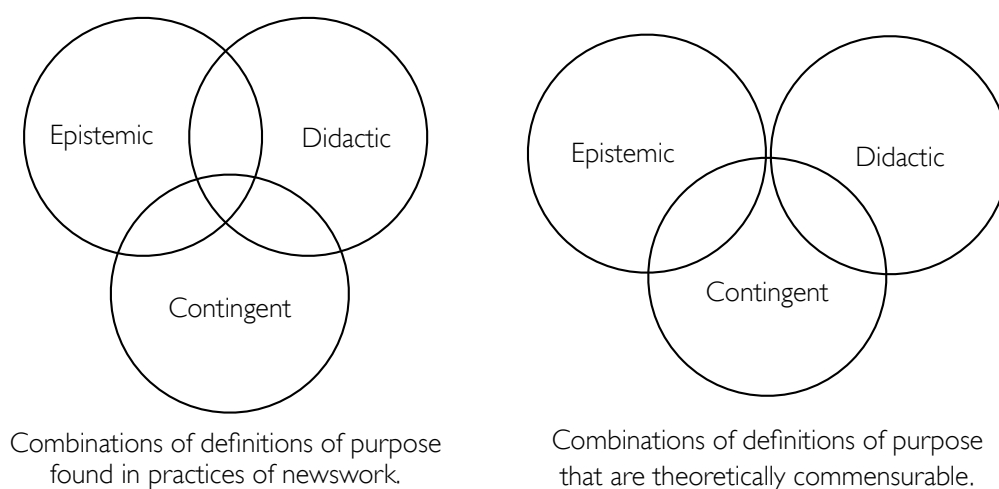 Epistemic
Didactic
Contingent
Combinations of definitions of purpose
found in practices of newswork.
Epistemic
Didactic
Contingent
Combinations of definitions of purpose
that are theoretically commensurable.